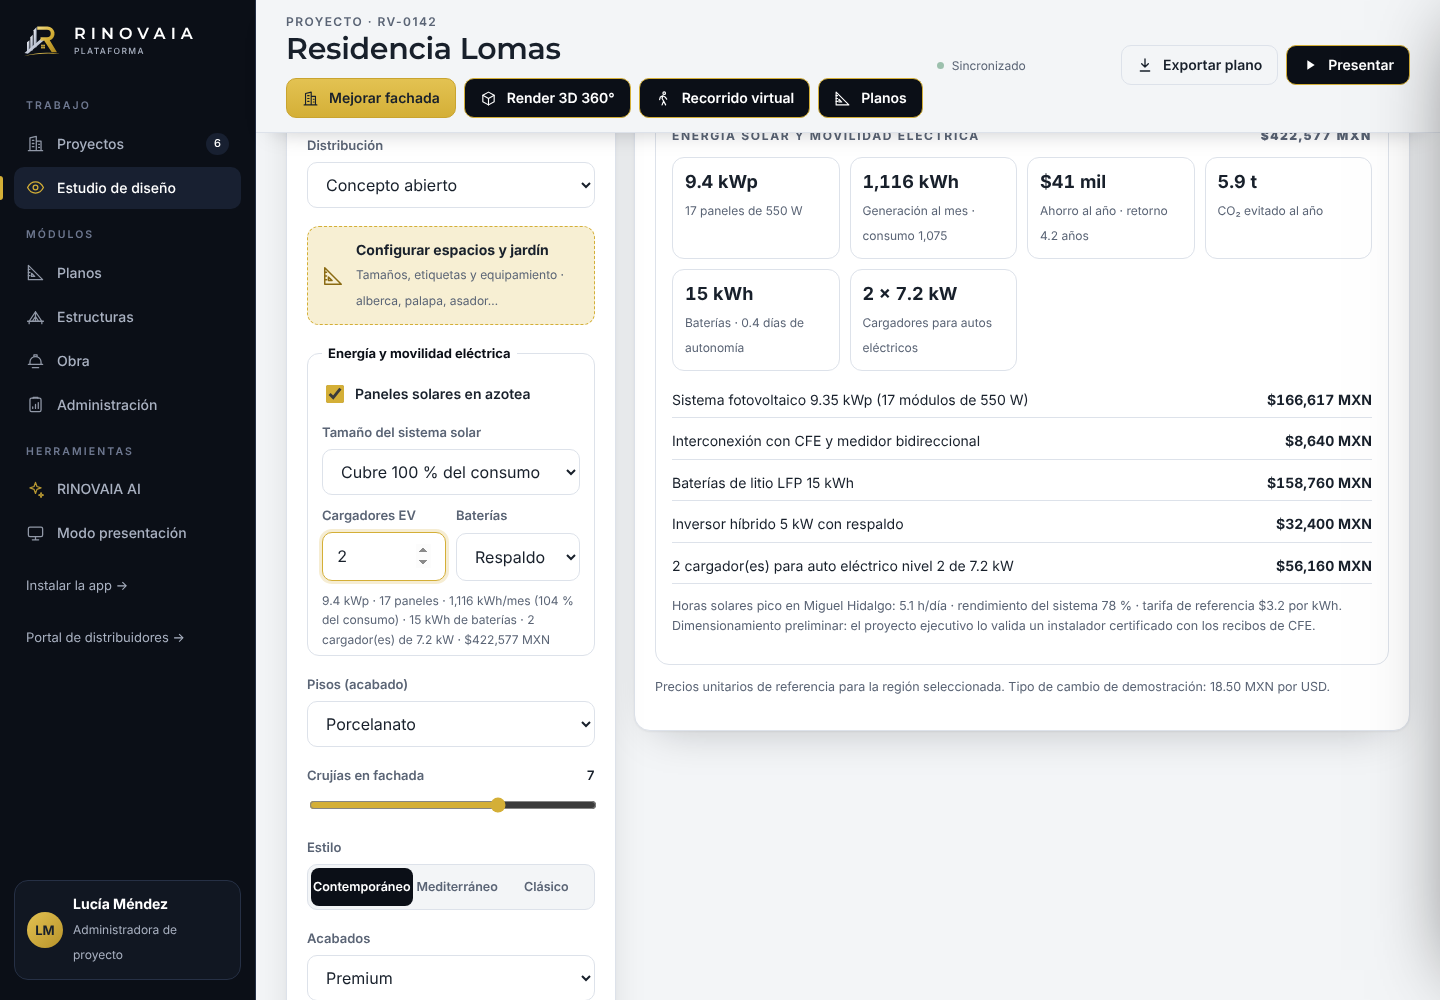 RINOVAIA
PLATAFORMA
TRABAJO
Proyectos 6
Estudio de diseño
MÓDULOS
Planos
Estructuras
Obra
Administración
HERRAMIENTAS
RINOVAIA AI
Modo presentación
Instalar la app →
Portal de distribuidores →
LM
Lucía Méndez
Administradora de
proyecto
PROYECTO · RV-0142
Residencia Lomas
Mejorar fachada
Render 3D 360°
Recorrido virtual
Planos
Sincronizado
Exportar plano
Presentar
Distribución
Concepto abierto
Configurar espacios y jardín
Tamaños, etiquetas y equipamiento ·
alberca, palapa, asador...
Energía y movilidad eléctrica
Paneles solares en azotea
Tamaño del sistema solar
Cubre 100 % del consumo
Cargadores EV
2
Baterías
Respaldo
9.4 kWp · 17 paneles · 1,116 kWh/mes (104 %
del consumo) · 15 kWh de baterías · 2
cargador(es) de 7.2 kW · $422,577 MXN
Pisos (acabado)
Porcelanato
Crujías en fachada 7
Estilo
Contemporáneo Mediterráneo Clásico
Acabados
Premium
ENERGÍA SOLAR Y MOVILIDAD ELÉCTRICA $422,577 MXN
9.4 kWp
17 paneles de 550 W
1,116 kWh
Generación al mes ·
consumo 1,075
$41 mil
Ahorro al año · retorno
4.2 años
5.9 t
CO₂ evitado al año
15 kWh
Baterías · 0.4 días de
autonomía
2 × 7.2 kW
Cargadores para autos
eléctricos
Sistema fotovoltaico 9.35 kWp (17 módulos de 550 W) $166,617 MXN
Interconexión con CFE y medidor bidireccional $8,640 MXN
Baterías de litio LFP 15 kWh $158,760 MXN
Inversor híbrido 5 kW con respaldo $32,400 MXN
2 cargador(es) para auto eléctrico nivel 2 de 7.2 kW $56,160 MXN
Horas solares pico en Miguel Hidalgo: 5.1 h/día · rendimiento del sistema 78 % · tarifa de referencia $3.2 por kWh.
Dimensionamiento preliminar: el proyecto ejecutivo lo valida un instalador certificado con los recibos de CFE.
Precios unitarios de referencia para la región seleccionada. Tipo de cambio de demostración: 18.50 MXN por USD.